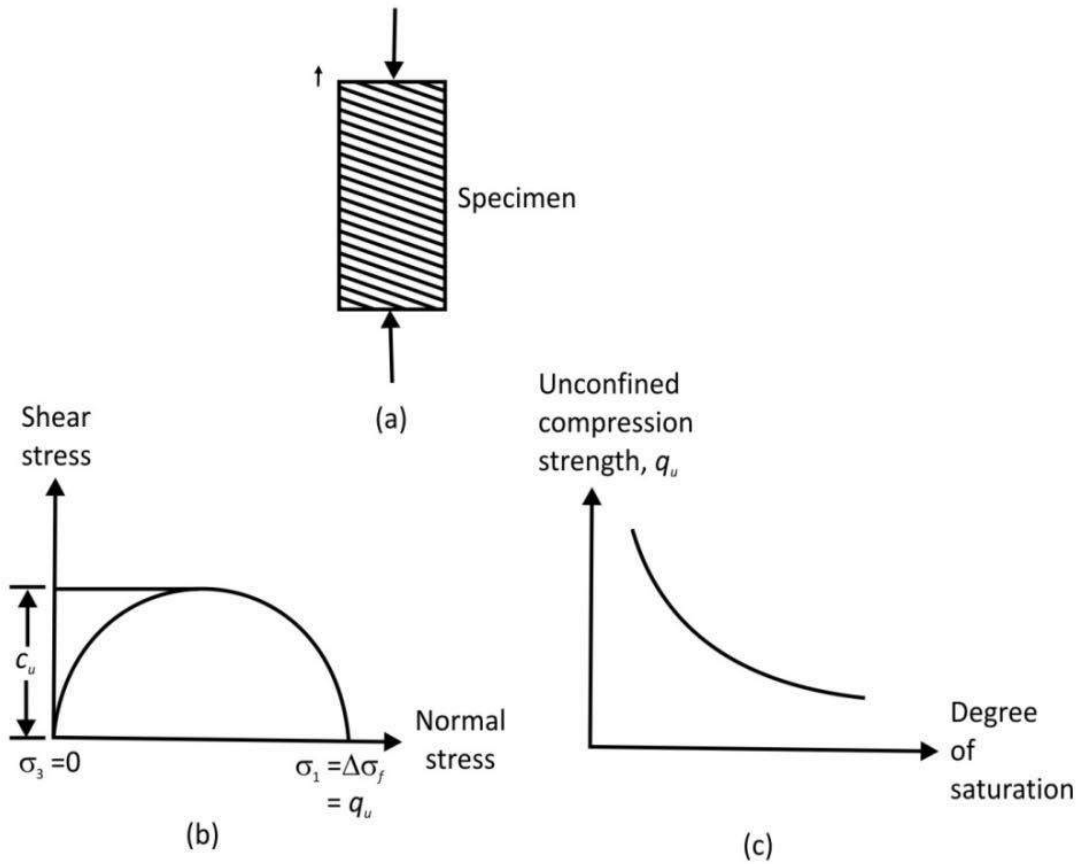 Specimen
(a)
Shear
stress
c_u
σ_3 =0
σ_1 =Δσ_f
= q_u
Normal
stress
(b)
Unconfined
compression
strength, q_u
Degree
of
saturation
(c)